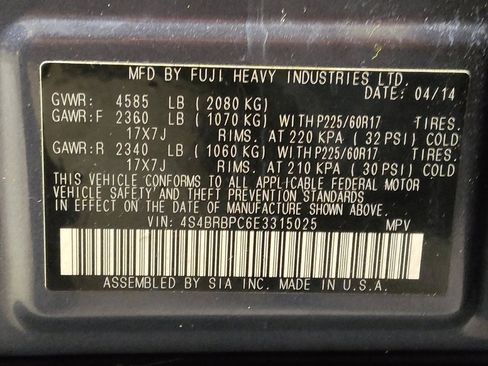 MFD BY FUJI HEAVY INDUSTRIES LTD.
DATE: 04/14
GVWR: 4585 LB (2080 KG)
GAWR:F 2360 LB (1070 KG) WITH P225/60R17 TIRES.
17X7J RIMS. AT 220 KPA (32 PSI) COLD
GAWR:R 2340 LB (1060 KG) WITH P225/60R17 TIRES.
17X7J RIMS. AT 210 KPA (30 PSI) COLD
THIS VEHICLE CONFORMS TO ALL APPLICABLE FEDERAL MOTOR
VEHICLE SAFETY AND THEFT PREVENTION STANDARDS
IN EFFECT ON THE DATE OF MANUFACTURE SHOWN ABOVE.
VIN: 4S4BRBPC6E3315025 MPV
ASSEMBLED BY SIA INC. MADE IN U.S.A.